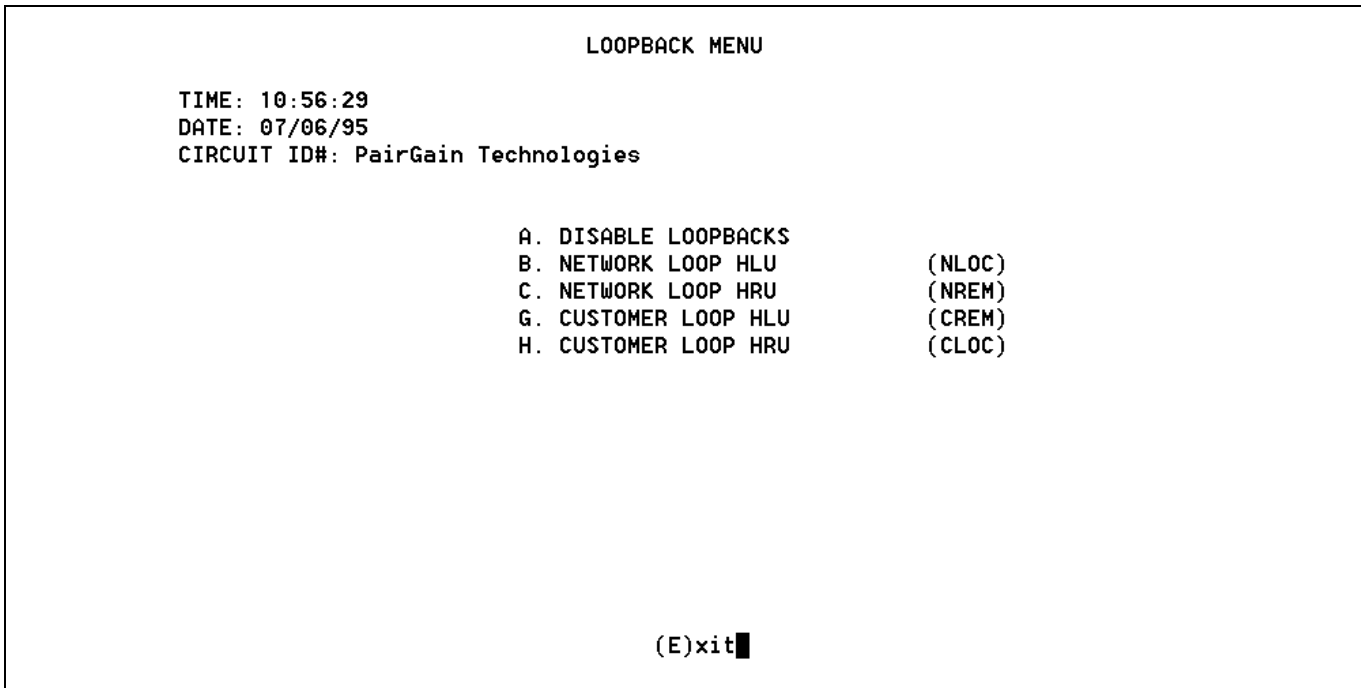 LOOPBACK MENU
TIME: 10:56:29
DATE: 07/06/95
CIRCUIT ID#: PairGain Technologies
A. DISABLE LOOPBACKS
B. NETWORK LOOP HLU (NLOC)
C. NETWORK LOOP HRU (NREM)
G. CUSTOMER LOOP HLU (CREM)
H. CUSTOMER LOOP HRU (CLOC)
(E)xit